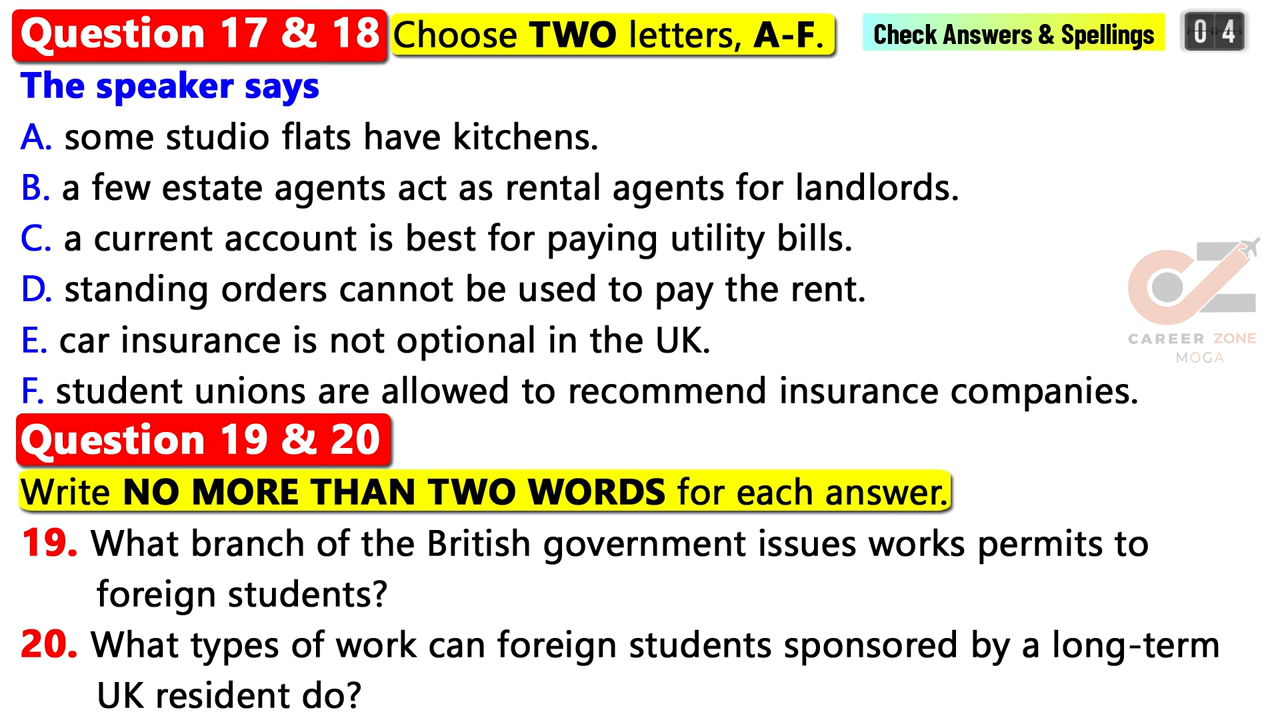 Question 17 & 18 Choose TWO letters, A-F. Check Answers & Spellings 04
The speaker says
A. some studio flats have kitchens.
B. a few estate agents act as rental agents for landlords.
C. a current account is best for paying utility bills.
D. standing orders cannot be used to pay the rent.
E. car insurance is not optional in the UK.
CAREER ZONE
MOGA
F. student unions are allowed to recommend insurance companies.
Question 19 & 20
Write NO MORE THAN TWO WORDS for each answer.
19. What branch of the British government issues works permits to
foreign students?
20. What types of work can foreign students sponsored by a long-term
UK resident do?